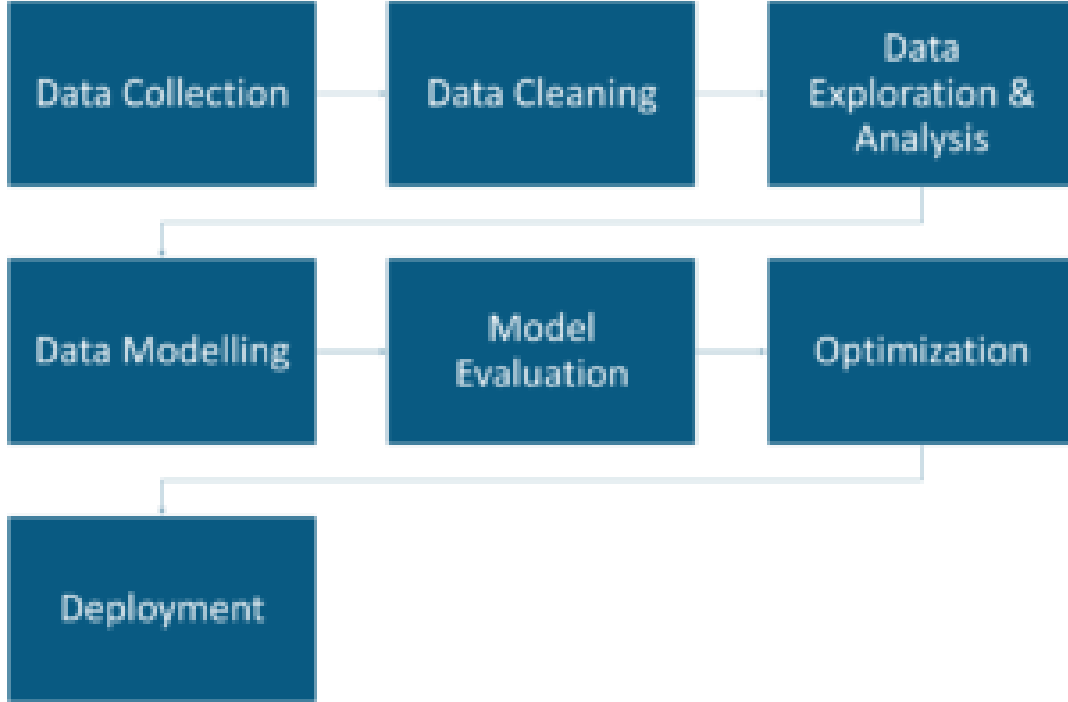 Data Collection
Data Cleaning
Data
Exploration &
Analysis
Data Modelling
Model
Evaluation
Optimization
Deployment